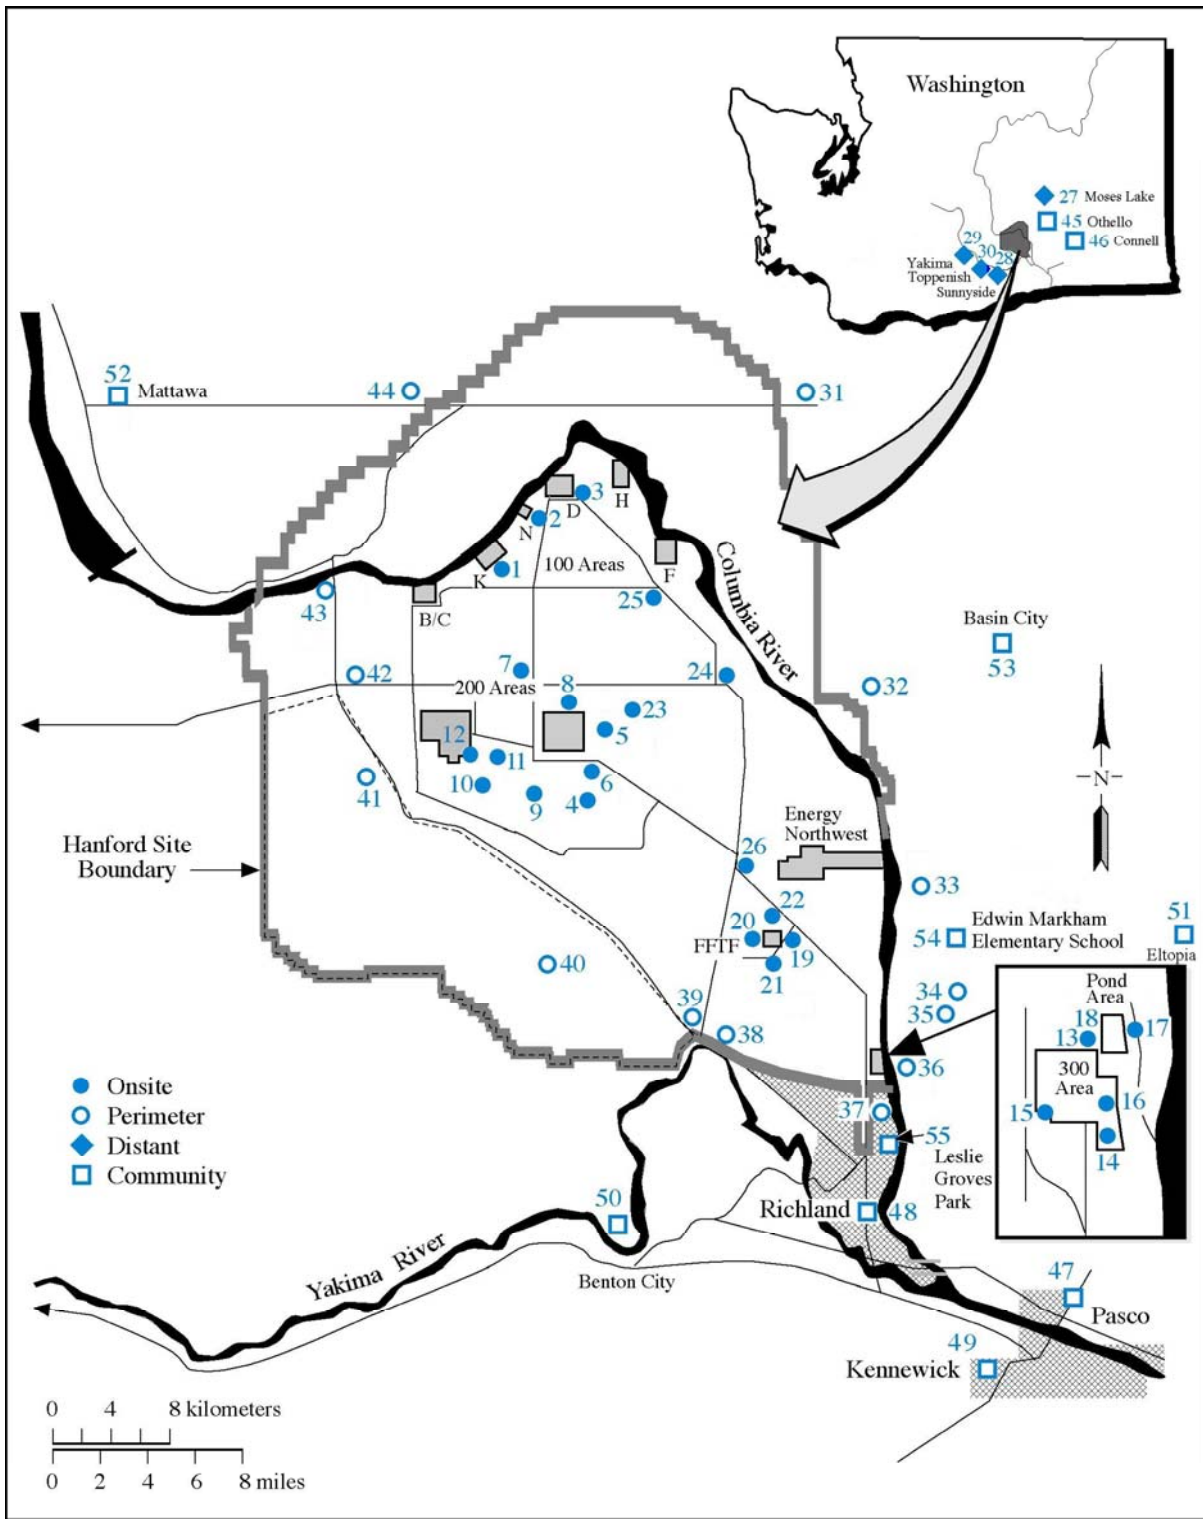 Washington
27 Moses Lake
45 Othello
46 Connell
29
30
28
Yakima
Toppenish
Sunnyside
52
Mattawa
44
31
3
H
D
N
2
100 Areas
K
1
F
Columbia River
43
B/C
25
Basin City
53
7
42
24
32
200 Areas
8
23
12
5
11
6
10
9
4
41
N
Energy
Northwest
Hanford Site
Boundary
26
33
22
51
20
54
Edwin Markham
Elementary School
FFTF
19
Eltopia
40
21
34
Pond
Area
39
35
18
17
38
13
36
300
Area
Onsite
16
Perimeter
37
15
Distant
55
14
Community
Leslie
Groves
Park
50
Richland
48
Yakima River
Benton City
47
Pasco
49
Kennewick
0 4 8 kilometers
0 2 4 6 8 miles